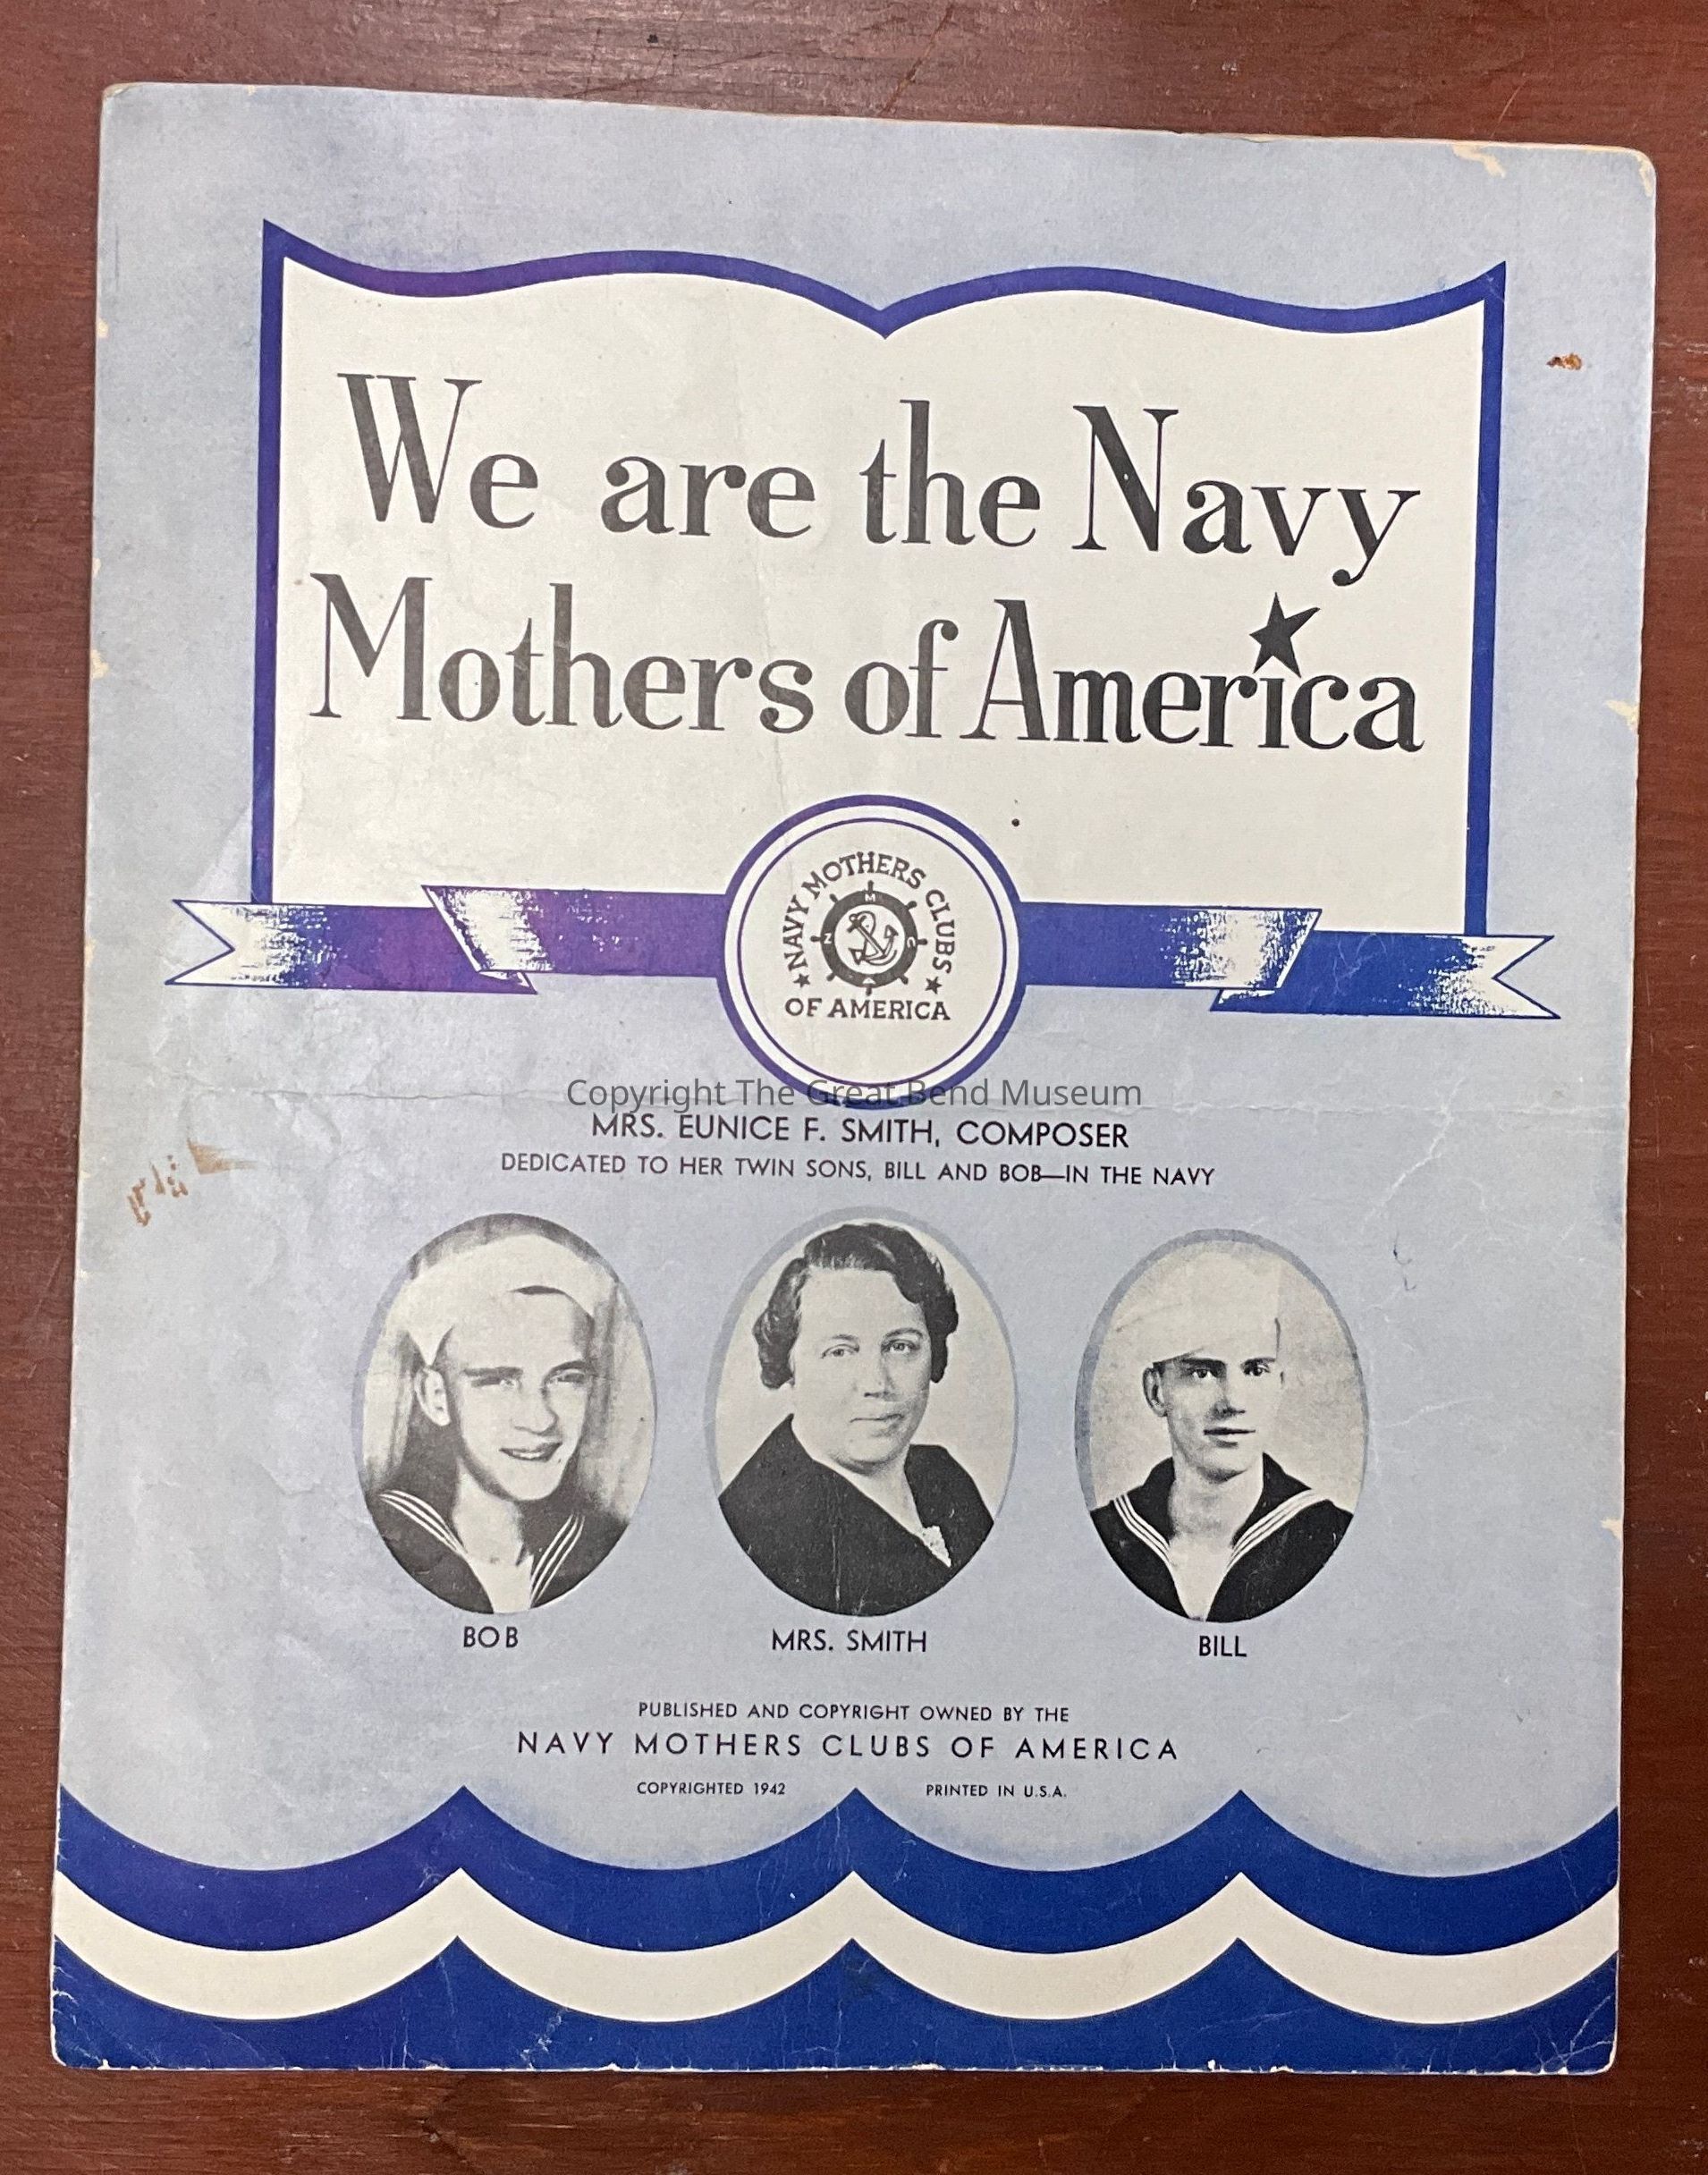 We are the Navy
Mothers of America
NAVY MOTHERS CLUBS
M
N C
OF AMERICA
Copyright The Great Bend Museum
MRS. EUNICE F. SMITH, COMPOSER
DEDICATED TO HER TWIN SONS, BILL AND BOB—IN THE NAVY
BOB
MRS. SMITH
BILL
PUBLISHED AND COPYRIGHT OWNED BY THE
NAVY MOTHERS CLUBS OF AMERICA
COPYRIGHTED 1942 PRINTED IN U.S.A.